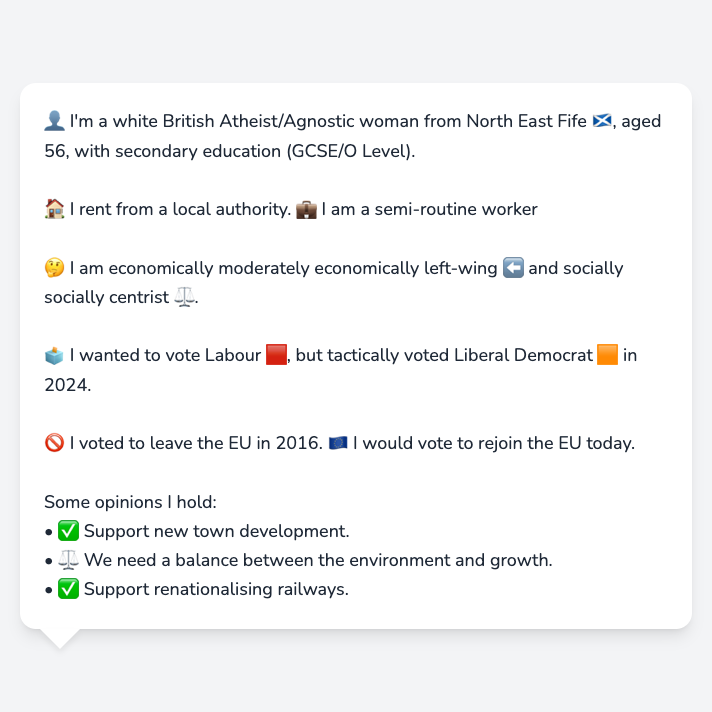 👤 I'm a white British Atheist/Agnostic woman from North East Fife 🏴󠁧󠁢󠁳󠁣󠁴󠁿, aged
56, with secondary education (GCSE/O Level).
🏠 I rent from a local authority. 💼 I am a semi-routine worker
🤔 I am economically moderately economically left-wing ⬅️ and socially
socially centrist ⚖️.
🗳️ I wanted to vote Labour 🟥, but tactically voted Liberal Democrat 🟧 in
2024.
🚫 I voted to leave the EU in 2016. 🇪🇺 I would vote to rejoin the EU today.
Some opinions I hold:
• ✅ Support new town development.
• ⚖️ We need a balance between the environment and growth.
• ✅ Support renationalising railways.